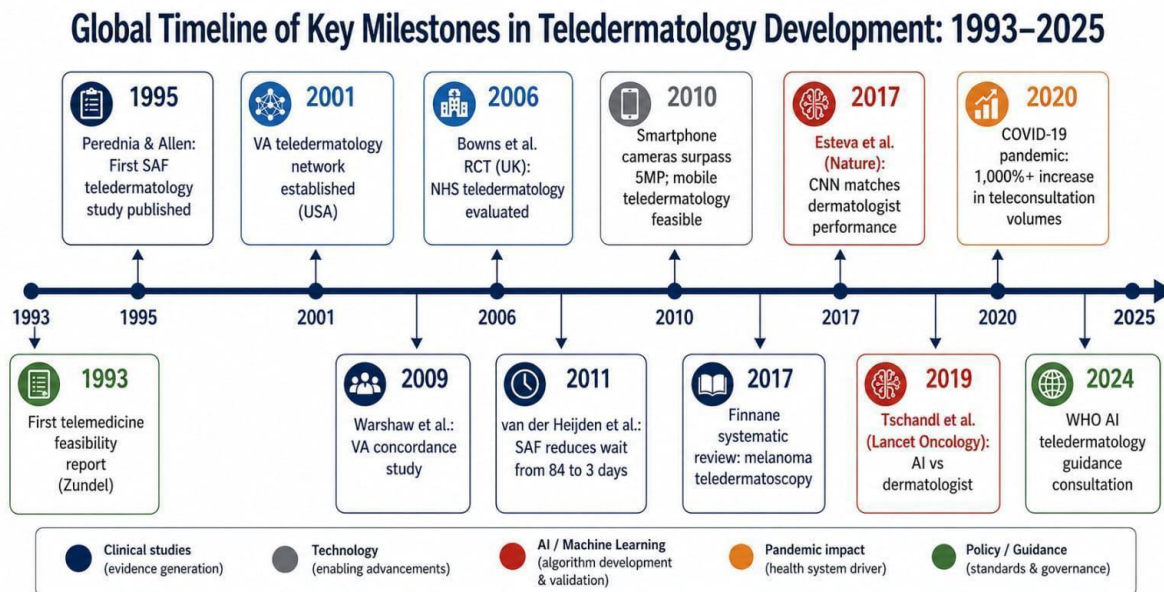 Global Timeline of Key Milestones in Teledermatology Development: 1993–2025
1995
Perednia & Allen:
First SAF
teledermatology
study published
2001
VA teledermatology
network
established
(USA)
2006
Bowns et al.
RCT (UK):
NHS teledermatology
evaluated
2010
Smartphone
cameras surpass
5MP; mobile
teledermatology
feasible
2017
Esteva et al.
(Nature):
CNN matches
dermatologist
performance
2020
COVID-19
pandemic:
1,000%+ increase
in teleconsultation
volumes
1993
1995
2001
2006
2010
2017
2020
2025
1993
First telemedicine
feasibility
report
(Zundel)
2009
Warshaw et al.:
VA concordance
study
2011
van der Heijden et al.:
SAF reduces wait
from 84 to 3 days
2017
Finnane
systematic
review: melanoma
teledermatoscopy
2019
Tschandl et al.
(Lancet Oncology):
AI vs
dermatologist
2024
WHO AI
teledermatology
guidance
consultation
Clinical studies
(evidence generation)
Technology
(enabling advancements)
AI / Machine Learning
(algorithm development
& validation)
Pandemic impact
(health system driver)
Policy / Guidance
(standards & governance)